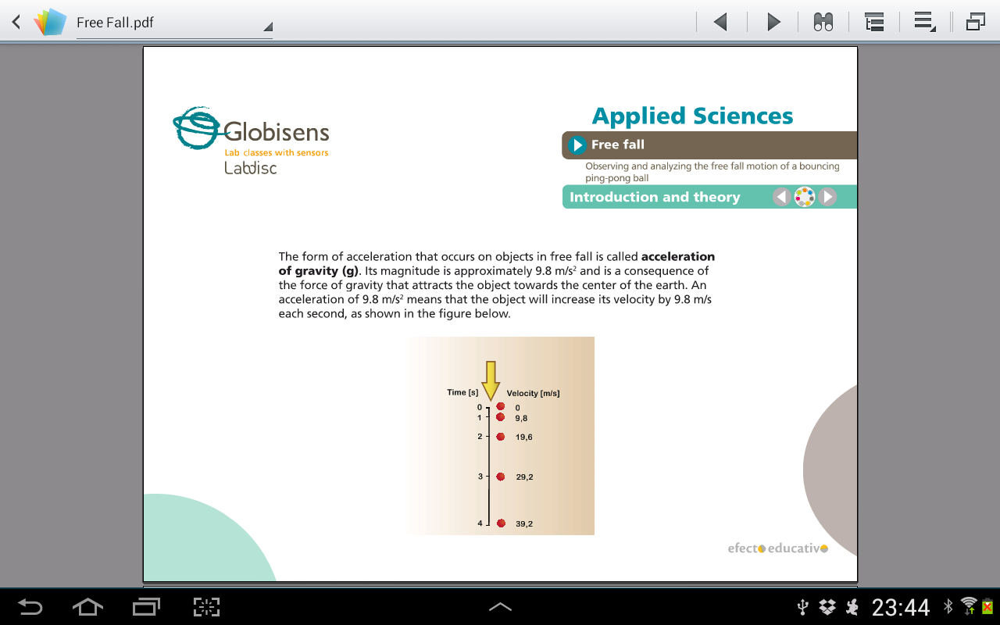 Free Fall.pdf
Globisens
Lab classes with sensors
Labdisc
Applied Sciences
Free fall
Observing and analyzing the free fall motion of a bouncing
ping-pong ball
Introduction and theory
The form of acceleration that occurs on objects in free fall is called acceleration
of gravity (g). Its magnitude is approximately 9.8 m/s² and is a consequence of
the force of gravity that attracts the object towards the center of the earth. An
acceleration of 9.8 m/s² means that the object will increase its velocity by 9.8 m/s
each second, as shown in the figure below.
Time [s] Velocity [m/s]
0 0
1 9,8
2 19,6
3 29,2
4 39,2
efecto educativo
23:44